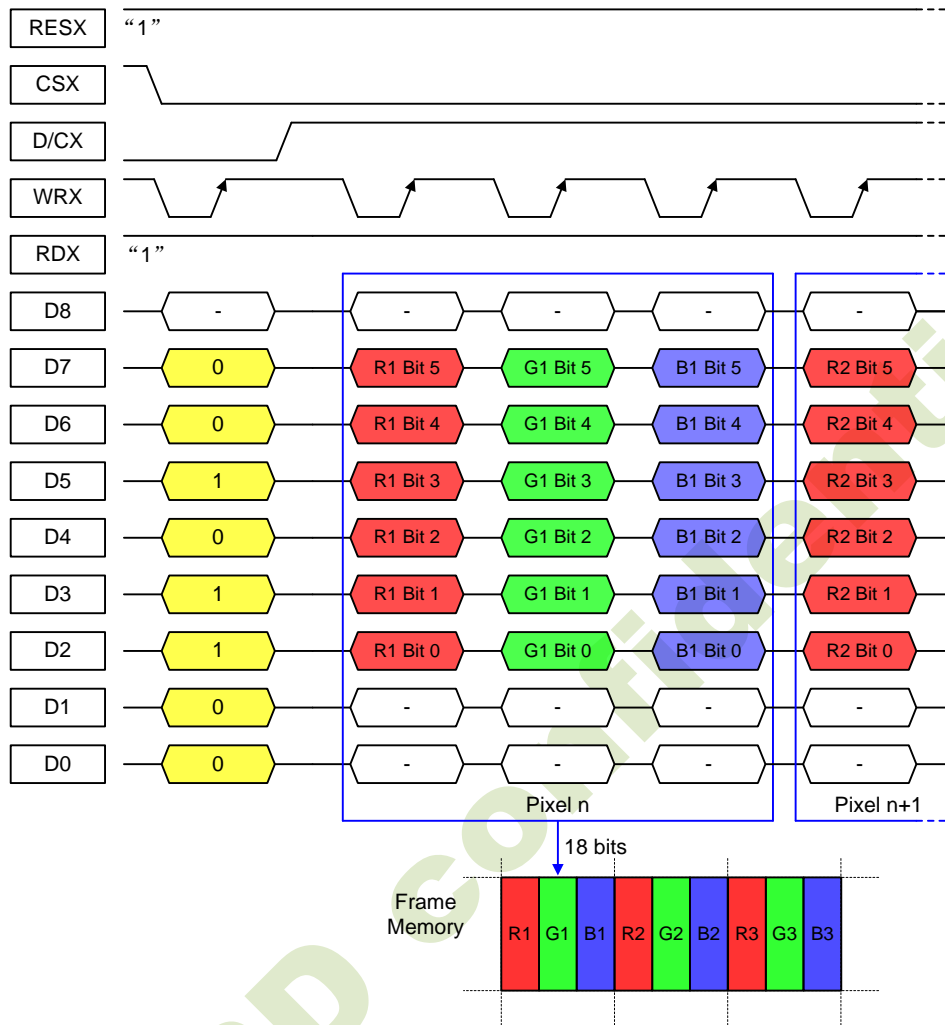 RESX “1”
CSX
D/CX
WRX
RDX “1”
D8 - - - - -
D7 0 R1 Bit 5 G1 Bit 5 B1 Bit 5 R2 Bit 5
D6 0 R1 Bit 4 G1 Bit 4 B1 Bit 4 R2 Bit 4
D5 1 R1 Bit 3 G1 Bit 3 B1 Bit 3 R2 Bit 3
D4 0 R1 Bit 2 G1 Bit 2 B1 Bit 2 R2 Bit 2
D3 1 R1 Bit 1 G1 Bit 1 B1 Bit 1 R2 Bit 1
D2 1 R1 Bit 0 G1 Bit 0 B1 Bit 0 R2 Bit 0
D1 0 - - - -
D0 0 - - - -
Pixel n Pixel n+1
18 bits
Frame
Memory
R1 G1 B1 R2 G2 B2 R3 G3 B3